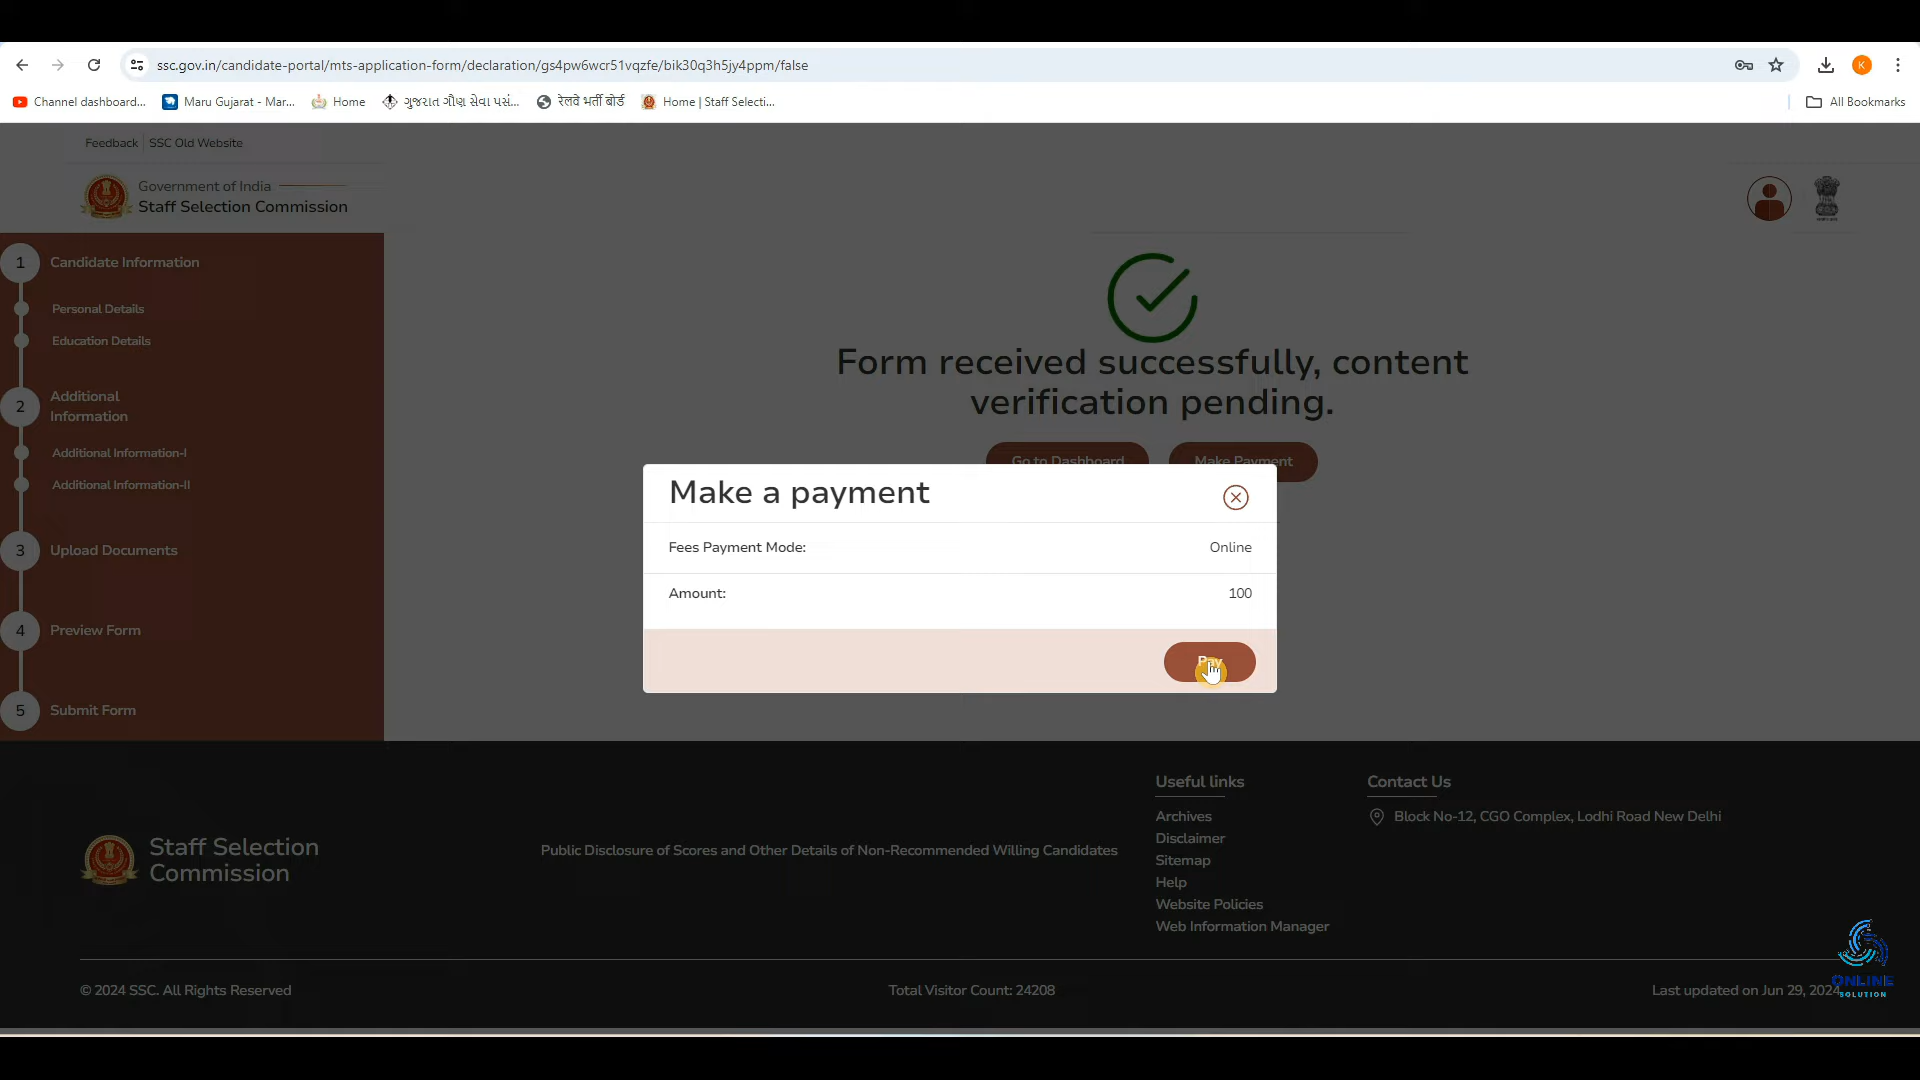 ssc.gov.in/candidate-portal/mts-application-form/declaration/gs4pw6wcr51vqzfe/bik30q3h5jy4ppm/false
K
Channel dashboard... Maru Gujarat - Mar... Home ગુજરાત ગૌણ સેવા પસં... रेलवे भर्ती बोर्ड Home | Staff Selecti... All Bookmarks
Feedback SSC Old Website
Government of India
Staff Selection Commission
1 Candidate Information
Personal Details
Education Details
2 Additional
Information
Additional Information-I
Additional Information-II
3 Upload Documents
4 Preview Form
5 Submit Form
Form received successfully, content
verification pending.
Go to Dashboard Make Payment
Make a payment
Fees Payment Mode: Online
Amount: 100
Pay
Staff Selection
Commission
Public Disclosure of Scores and Other Details of Non-Recommended Willing Candidates
Useful links
Archives
Disclaimer
Sitemap
Help
Website Policies
Web Information Manager
Contact Us
Block No-12, CGO Complex, Lodhi Road New Delhi
© 2024 SSC. All Rights Reserved
Total Visitor Count: 24208
Last updated on Jun 29, 2024
ONLINE
SOLUTION